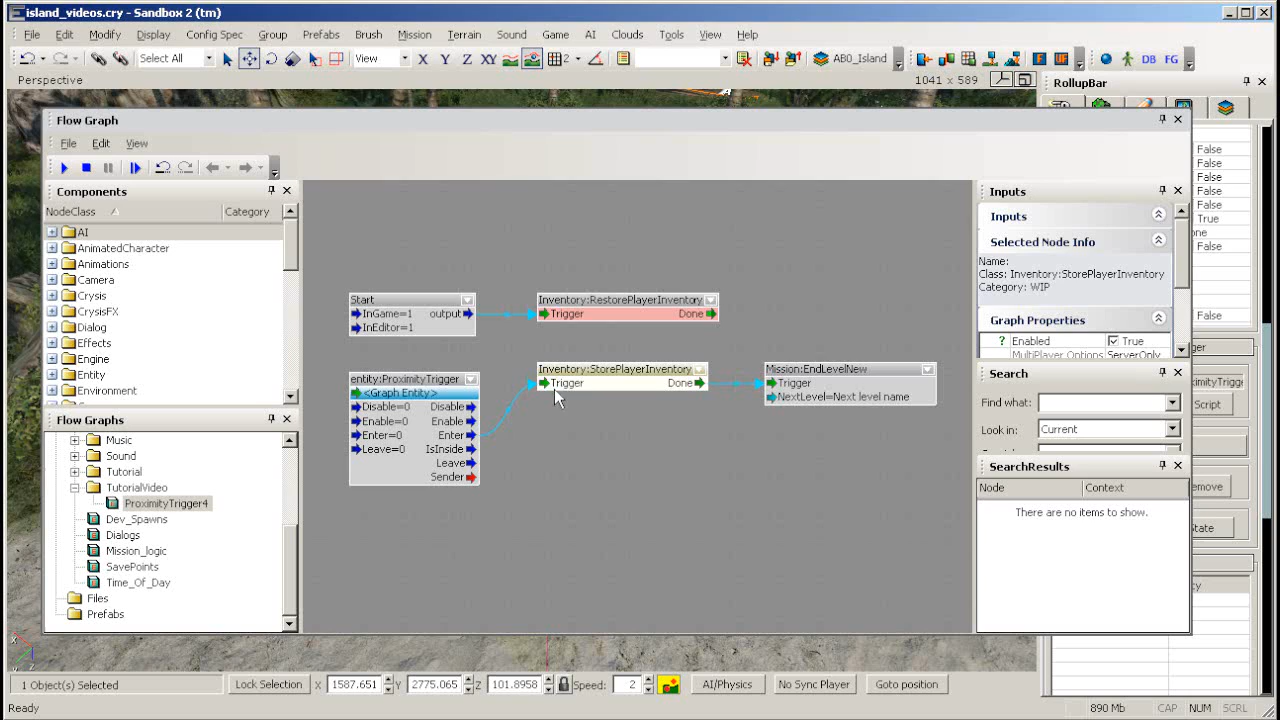 island_videos.cry - Sandbox 2 (tm)
File Edit Modify Display Config Spec Group Prefabs Brush Mission Terrain Sound Game AI Clouds Tools View Help
Select All View X Y Z XY 2 AB0_Island DB FG
Perspective 1041 x 589 RollupBar
Flow Graph
File Edit View
Components
NodeClass Category
AI
AnimatedCharacter
Animations
Camera
Crysis
CrysisFX
Dialog
Effects
Engine
Entity
Environment
Flow Graphs
Music
Sound
Tutorial
TutorialVideo
ProximityTrigger4
Dev_Spawns
Dialogs
Mission_logic
SavePoints
Time_Of_Day
Files
Prefabs
Start
InGame=1 output
InEditor=1
Inventory:RestorePlayerInventory
Trigger Done
entity:ProximityTrigger
<Graph Entity>
Disable=0 Disable
Enable=0 Enable
Enter=0 Enter
Leave=0 IsInside
Leave
Sender
Inventory:StorePlayerInventory
Trigger Done
Mission:EndLevelNew
Trigger
NextLevel=Next level name
Inputs
Inputs
Selected Node Info
Name:
Class: Inventory:StorePlayerInventory
Category: WIP
Graph Properties
? Enabled True
MultiPlayer Options ServerOnly
Search
Find what:
Look in: Current
SearchResults
Node Context
There are no items to show.
False
False
False
False
False
True
False
False
Script
1 Object(s) Selected Lock Selection X 1587.651 Y 2775.065 Z 101.8958 Speed: 2 AI/Physics No Sync Player Goto position
Ready 890 Mb CAP NUM SCRL